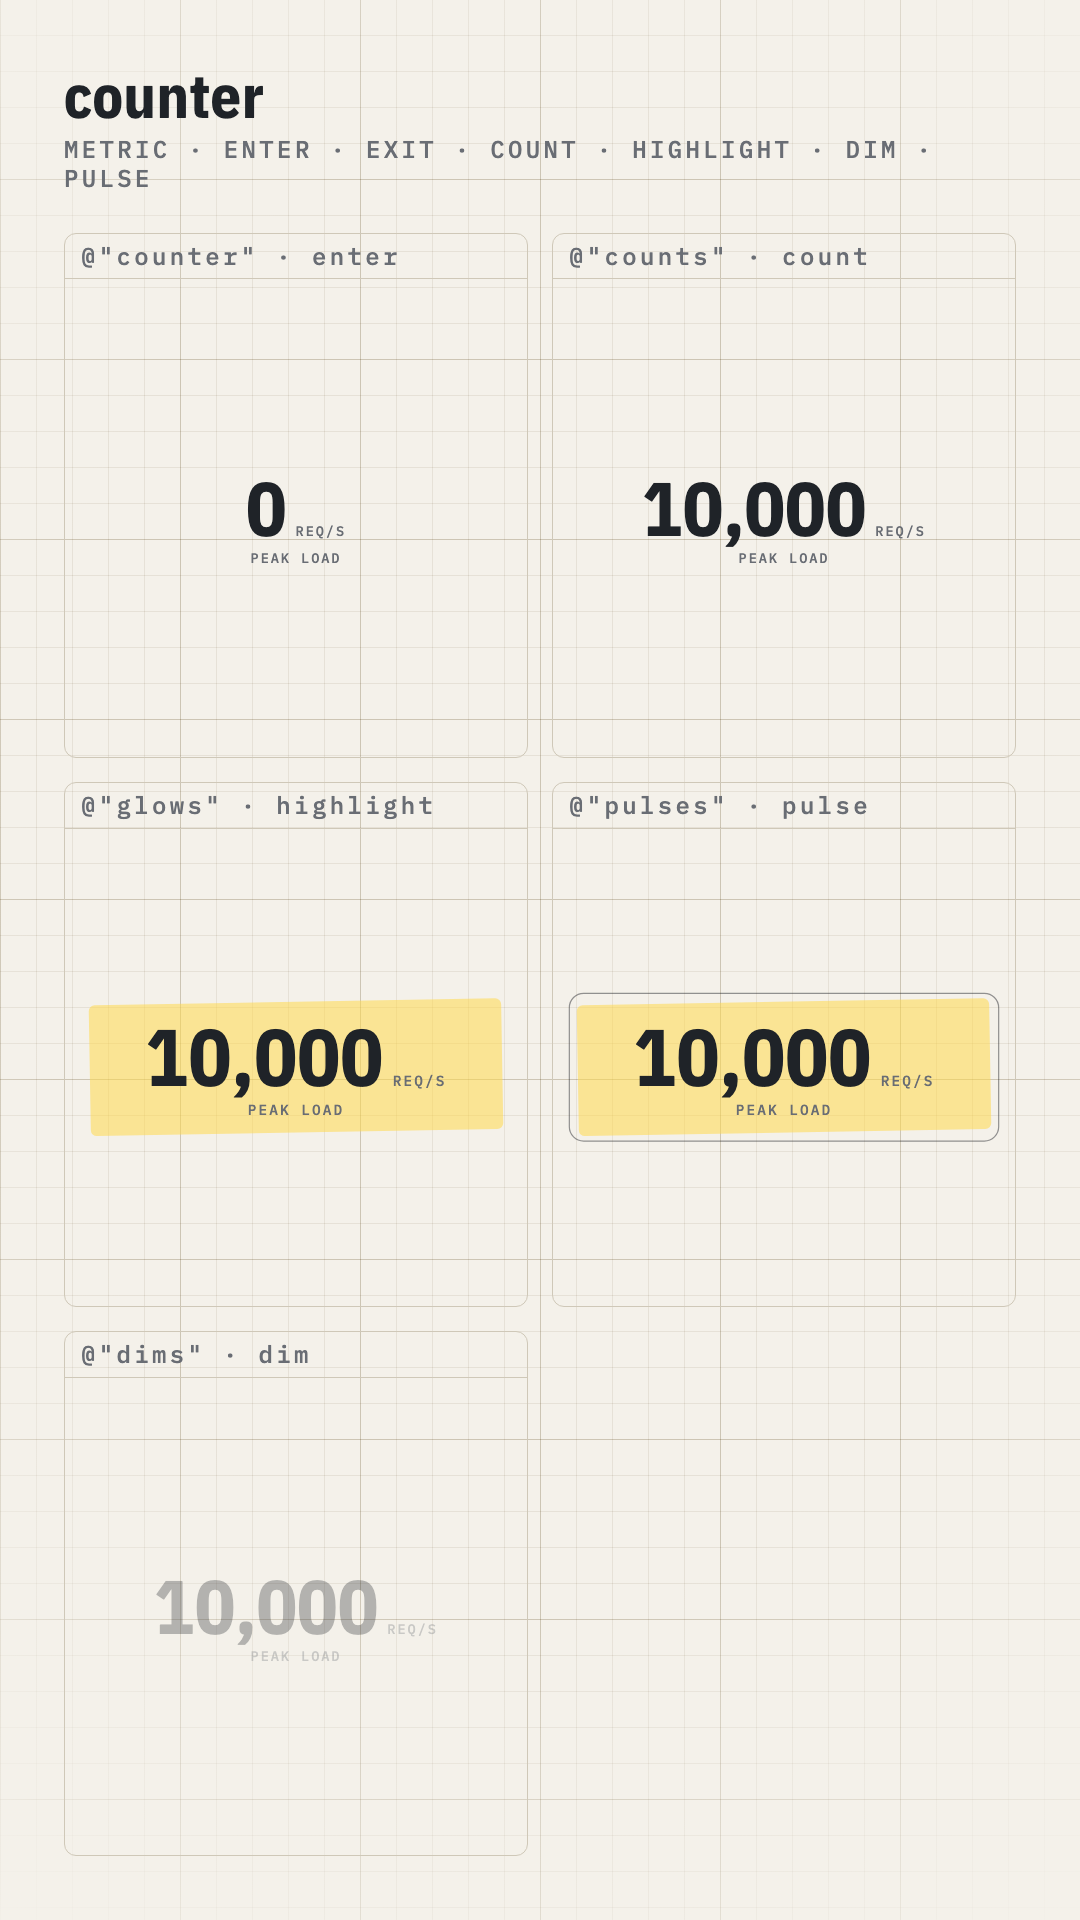 counter
METRIC · ENTER · EXIT · COUNT · HIGHLIGHT · DIM ·
PULSE
@"counter" · enter
0 REQ/S
PEAK LOAD
@"counts" · count
10,000 REQ/S
PEAK LOAD
@"glows" · highlight
10,000 REQ/S
PEAK LOAD
@"pulses" · pulse
10,000 REQ/S
PEAK LOAD
@"dims" · dim
10,000 REQ/S
PEAK LOAD